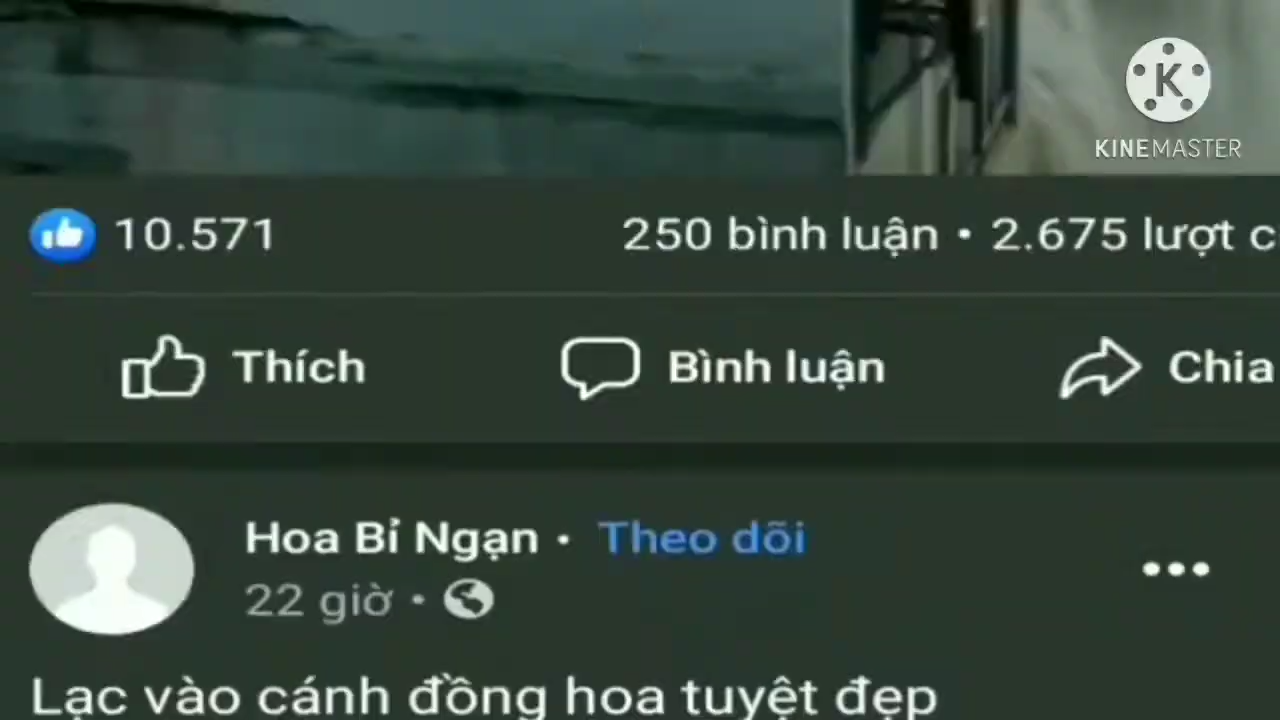 K
KINEMASTER
10.571
250 bình luận • 2.675 lượt c
Thích
Bình luận
Chia
Hoa Bỉ Ngạn • Theo dõi
22 giờ •
Lạc vào cánh đồng hoa tuyệt đẹp